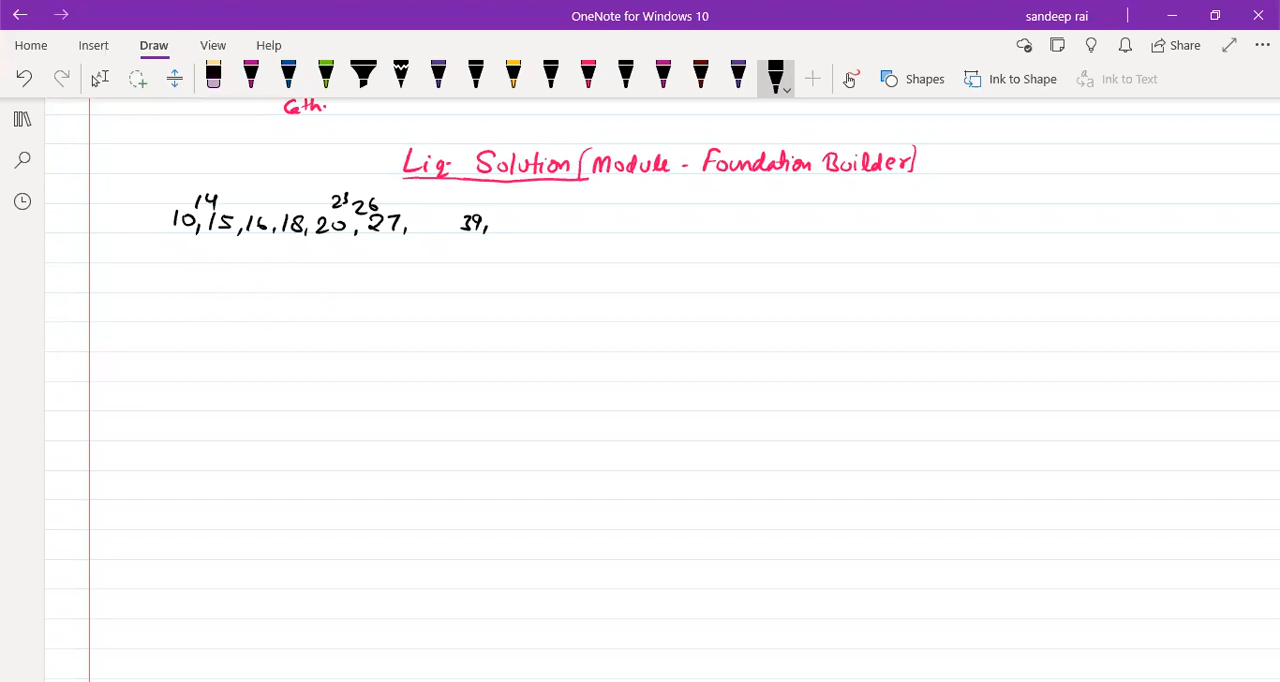 OneNote for Windows 10
sandeep rai
Home Insert Draw View Help
Share
Shapes
Ink to Shape
Ink to Text
6th.
Liq- Solution [Module - Foundation Builder]
14 26
10, 15, 16, 18, 20, 27, 39,